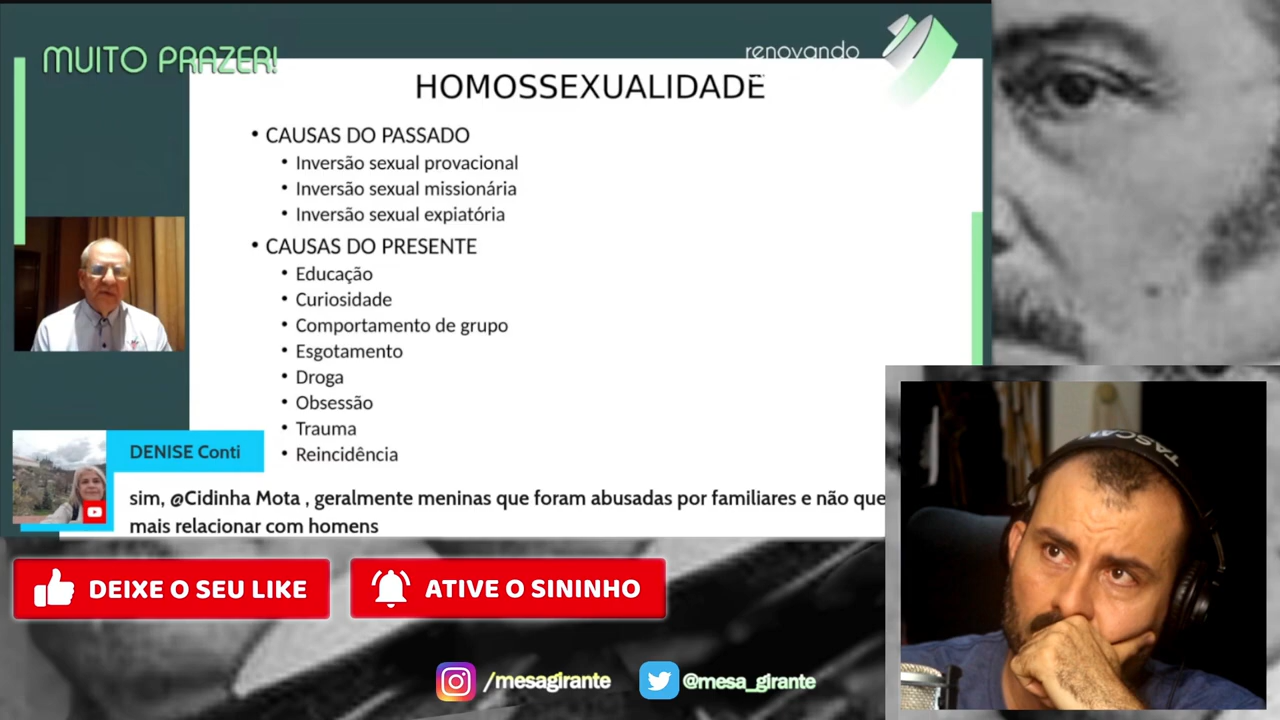 MUITO PRAZER!
renovando
HOMOSSEXUALIDADE
• CAUSAS DO PASSADO
• Inversão sexual provacional
• Inversão sexual missionária
• Inversão sexual expiatória
• CAUSAS DO PRESENTE
• Educação
• Curiosidade
• Comportamento de grupo
• Esgotamento
• Droga
• Obsessão
• Trauma
• Reincidência
DENISE Conti
sim, @Cidinha Mota , geralmente meninas que foram abusadas por familiares e não que
mais relacionar com homens
DEIXE O SEU LIKE
ATIVE O SININHO
/mesagirante
@mesa_girante
TASCAM